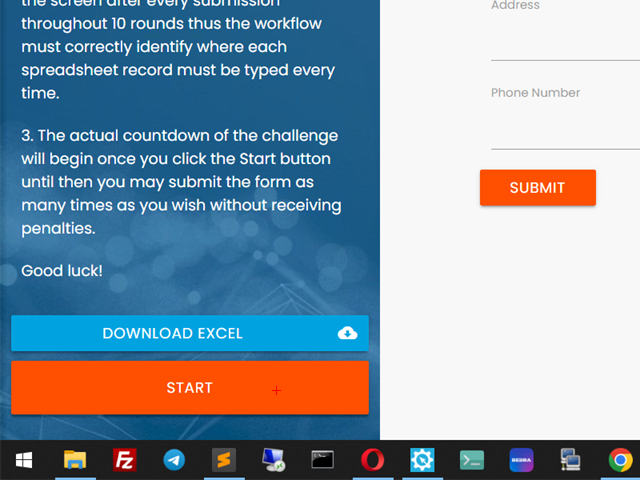 the screen after every submission
throughout 10 rounds thus the workflow
must correctly identify where each
spreadsheet record must be typed every
time.
3. The actual countdown of the challenge
will begin once you click the Start button
until then you may submit the form as
many times as you wish without receiving
penalties.
Good luck!
DOWNLOAD EXCEL
START
Address
Phone Number
SUBMIT
Fz
BEDRA